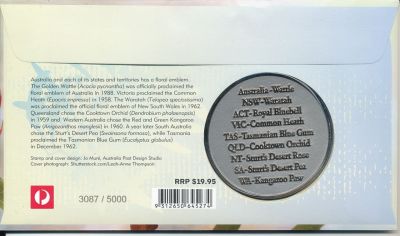 Australia and each of its states and territories has a floral emblem.
The Golden Wattle (Acacia pycnantha) was officially proclaimed the
floral emblem of Australia in 1988. Victoria proclaimed the Common
Heath (Epacris impressa) in 1958. The Waratah (Telopea speciosissima)
was proclaimed the official floral emblem of New South Wales in 1962.
Queensland chose the Cooktown Orchid (Dendrobium phalaenopsis)
in 1959 and Western Australia chose the Red and Green Kangaroo
Paw (Anigozanthos manglesii) in 1960. A year later South Australia
chose the Sturt's Desert Pea (Swainsona formosa), while Tasmania
proclaimed the Tasmanian Blue Gum (Eucalyptus globulus)
in December 1962.
Stamp and cover design: Jo Muré, Australia Post Design Studio
Cover photograph: Shutterstock.com/Leah-Anne Thompson
RRP $19.95
3087 / 5000
9 312650 643274
Australia-Wattle
NSW-Waratah
ACT-Royal Bluebell
VIC-Common Heath
TAS-Tasmanian Blue Gum
QLD-Cooktown Orchid
NT-Sturt's Desert Rose
SA-Sturt's Desert Pea
WA-Kangaroo Paw